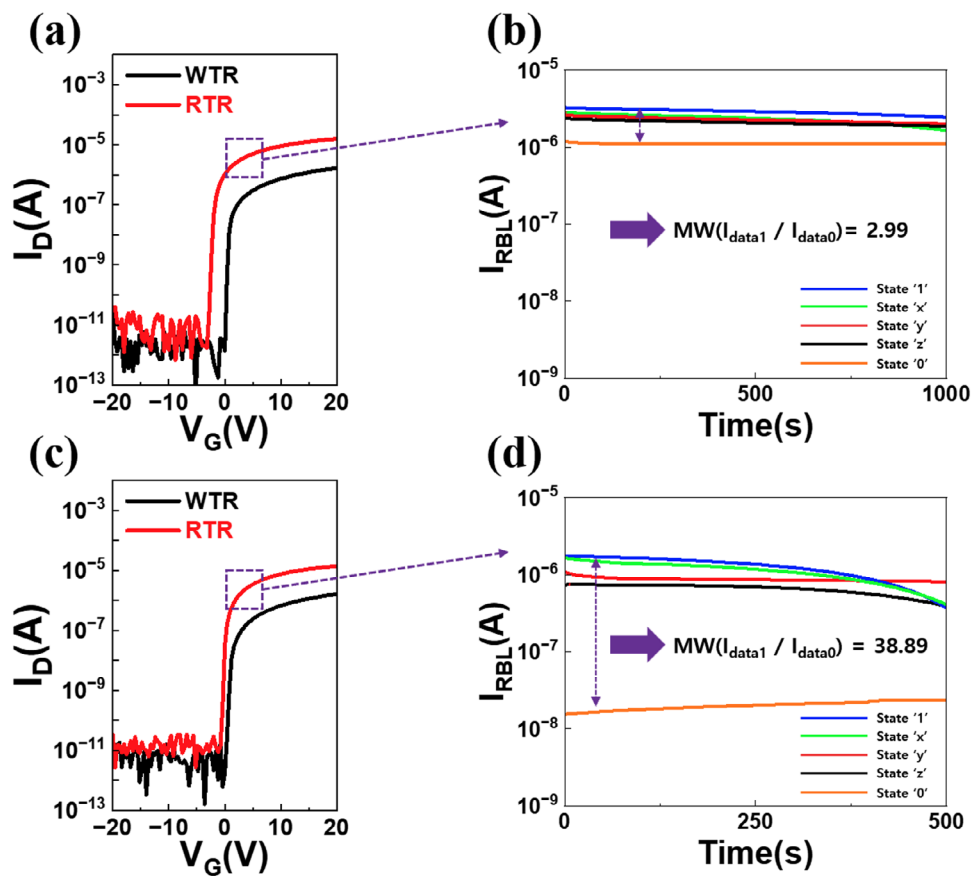 (a)
WTR
RTR
10⁻³
10⁻⁵
10⁻⁷
10⁻⁹
10⁻¹¹
10⁻¹³
I_D(A)
−20 −10 0 10 20
V_G(V)
(b)
10⁻⁵
10⁻⁶
10⁻⁷
10⁻⁸
10⁻⁹
I_RBL(A)
MW(I_data1 / I_data0)= 2.99
State '1'
State 'x'
State 'y'
State 'z'
State '0'
0 500 1000
Time(s)
(c)
WTR
RTR
10⁻³
10⁻⁵
10⁻⁷
10⁻⁹
10⁻¹¹
10⁻¹³
I_D(A)
−20 −10 0 10 20
V_G(V)
(d)
10⁻⁵
10⁻⁶
10⁻⁷
10⁻⁸
10⁻⁹
I_RBL(A)
MW(I_data1 / I_data0) = 38.89
State '1'
State 'x'
State 'y'
State 'z'
State '0'
0 250 500
Time(s)